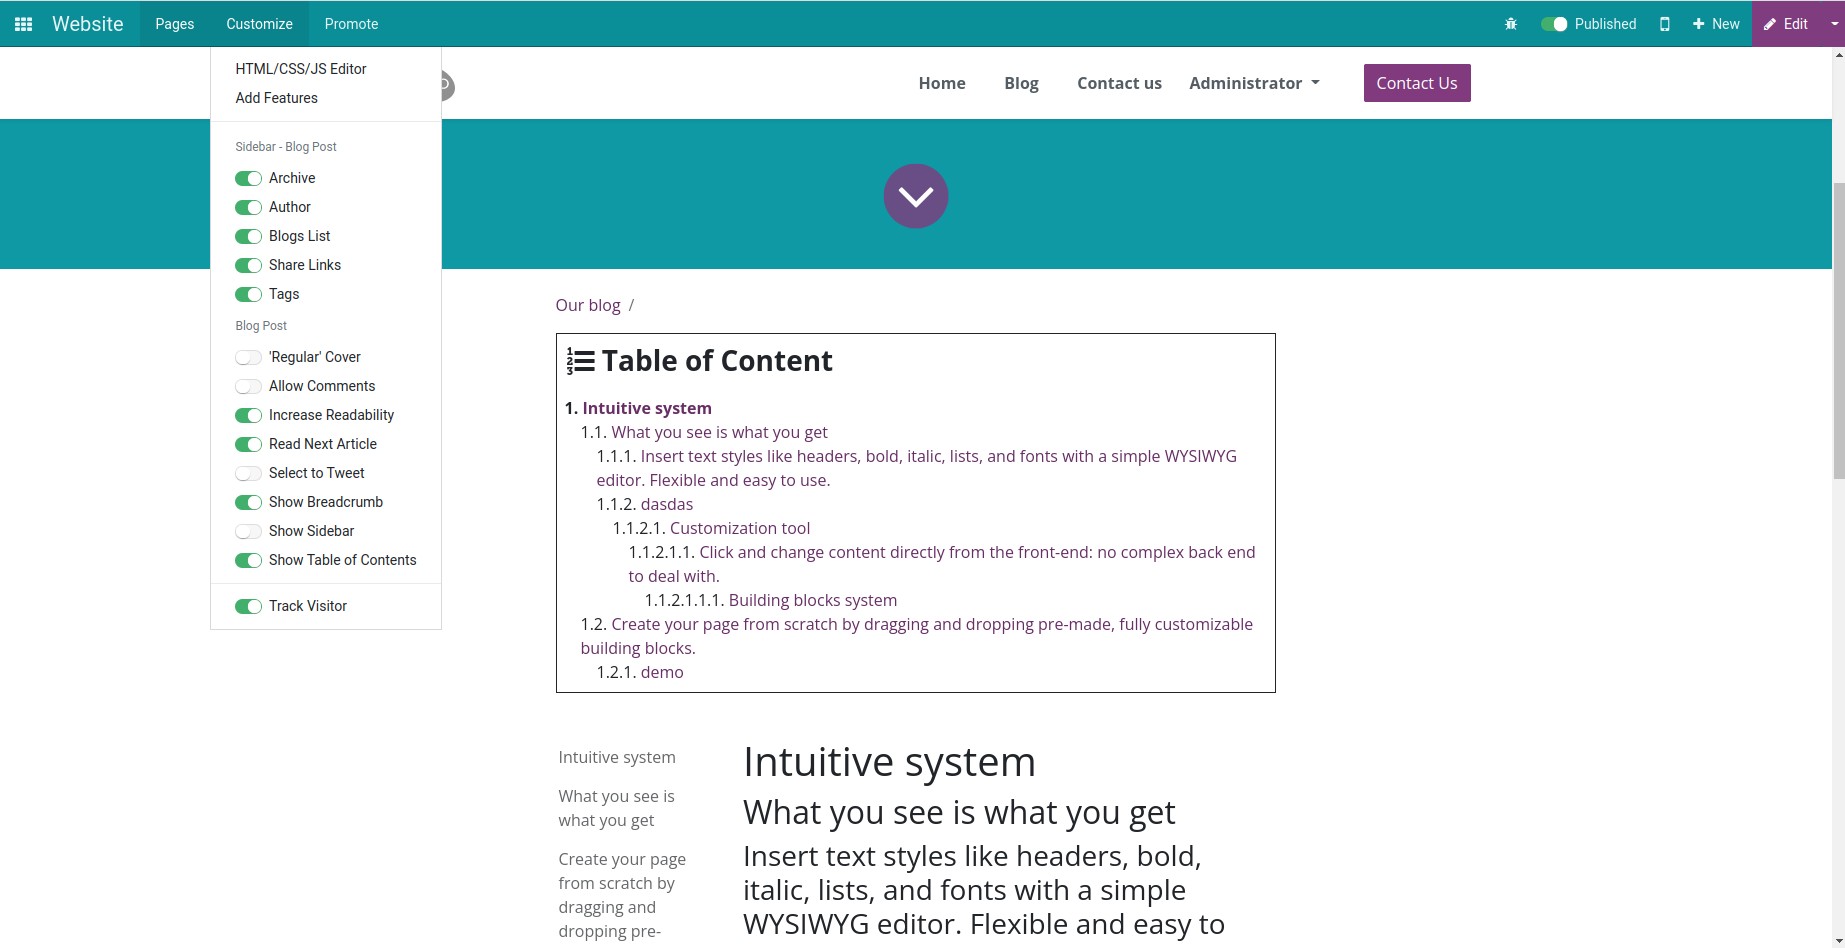 Website Pages Customize Promote Published New Edit
HTML/CSS/JS Editor
Add Features
Sidebar - Blog Post
Archive
Author
Blogs List
Share Links
Tags
Blog Post
'Regular' Cover
Allow Comments
Increase Readability
Read Next Article
Select to Tweet
Show Breadcrumb
Show Sidebar
Show Table of Contents
Track Visitor
Home Blog Contact us Administrator Contact Us
Our blog /
Table of Content
1. Intuitive system
1.1. What you see is what you get
1.1.1. Insert text styles like headers, bold, italic, lists, and fonts with a simple WYSIWYG
editor. Flexible and easy to use.
1.1.2. dasdas
1.1.2.1. Customization tool
1.1.2.1.1. Click and change content directly from the front-end: no complex back end
to deal with.
1.1.2.1.1.1. Building blocks system
1.2. Create your page from scratch by dragging and dropping pre-made, fully customizable
building blocks.
1.2.1. demo
Intuitive system
What you see is
what you get
Create your page
from scratch by
dragging and
dropping pre-
Intuitive system
What you see is what you get
Insert text styles like headers, bold,
italic, lists, and fonts with a simple
WYSIWYG editor. Flexible and easy to